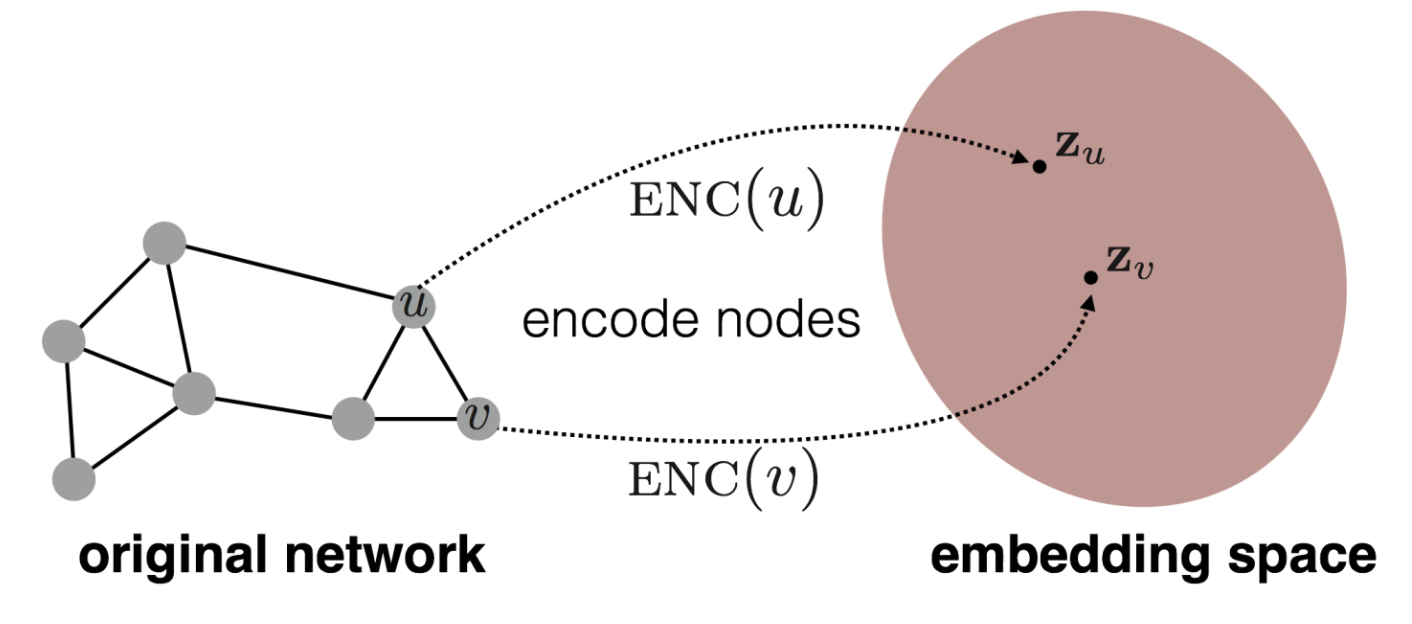 z_u
ENC(u)
z_v
u
encode nodes
v
ENC(v)
original network
embedding space